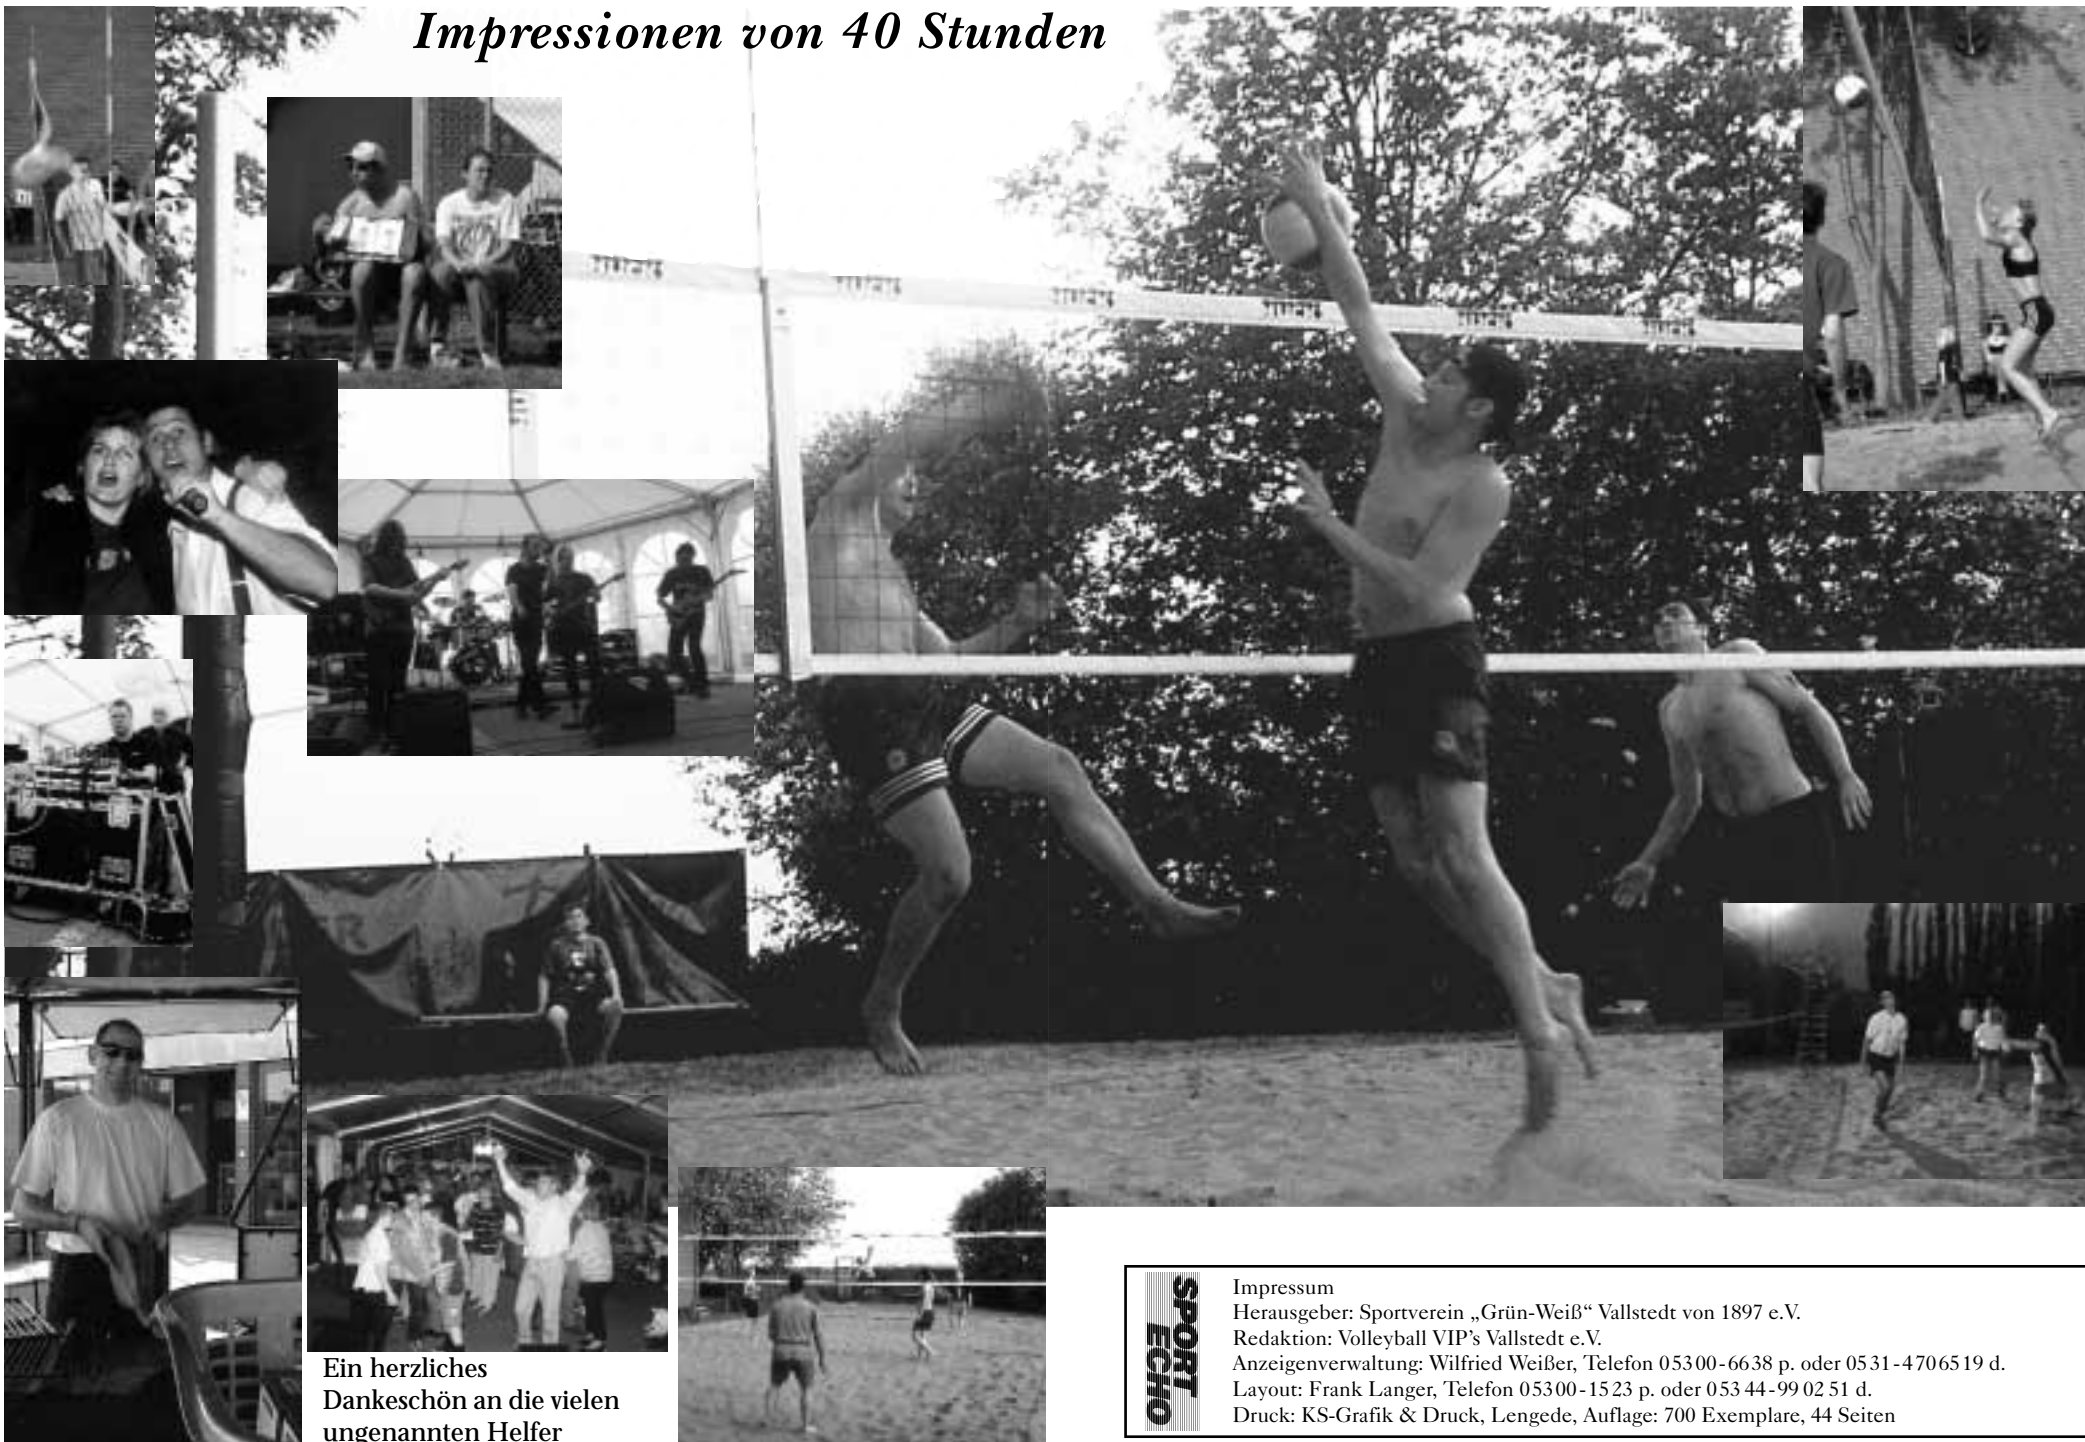 Impressionen von 40 Stunden
Ein herzliches
Dankeschön an die vielen
ungenannten Helfer
SPORT
ECHO
Impressum
Herausgeber: Sportverein „Grün-Weiß“ Vallstedt von 1897 e.V.
Redaktion: Volleyball VIP’s Vallstedt e.V.
Anzeigenverwaltung: Wilfried Weißer, Telefon 05300-6638 p. oder 0531-4706519 d.
Layout: Frank Langer, Telefon 05300-1523 p. oder 05344-990251 d.
Druck: KS-Grafik & Druck, Lengede, Auflage: 700 Exemplare, 44 Seiten